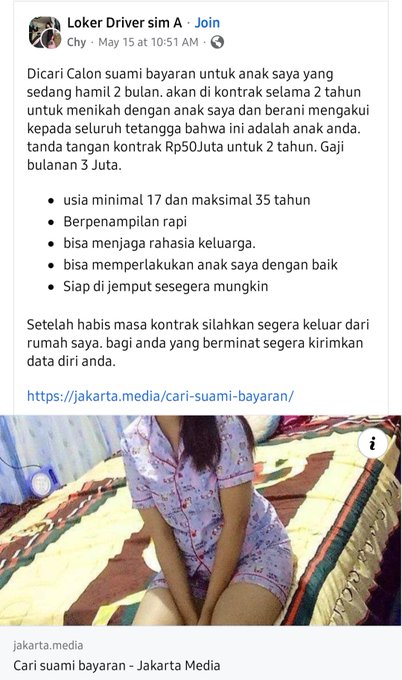 Loker Driver sim A · Join
Chy · May 15 at 10:51 AM ·
Dicari Calon suami bayaran untuk anak saya yang
sedang hamil 2 bulan. akan di kontrak selama 2 tahun
untuk menikah dengan anak saya dan berani mengakui
kepada seluruh tetangga bahwa ini adalah anak anda.
tanda tangan kontrak Rp50Juta untuk 2 tahun. Gaji
bulanan 3 Juta.
• usia minimal 17 dan maksimal 35 tahun
• Berpenampilan rapi
• bisa menjaga rahasia keluarga.
• bisa memperlakukan anak saya dengan baik
• Siap di jemput sesegera mungkin
Setelah habis masa kontrak silahkan segera keluar dari
rumah saya. bagi anda yang berminat segera kirimkan
data diri anda.
https://jakarta.media/cari-suami-bayaran/
jakarta.media
Cari suami bayaran - Jakarta Media